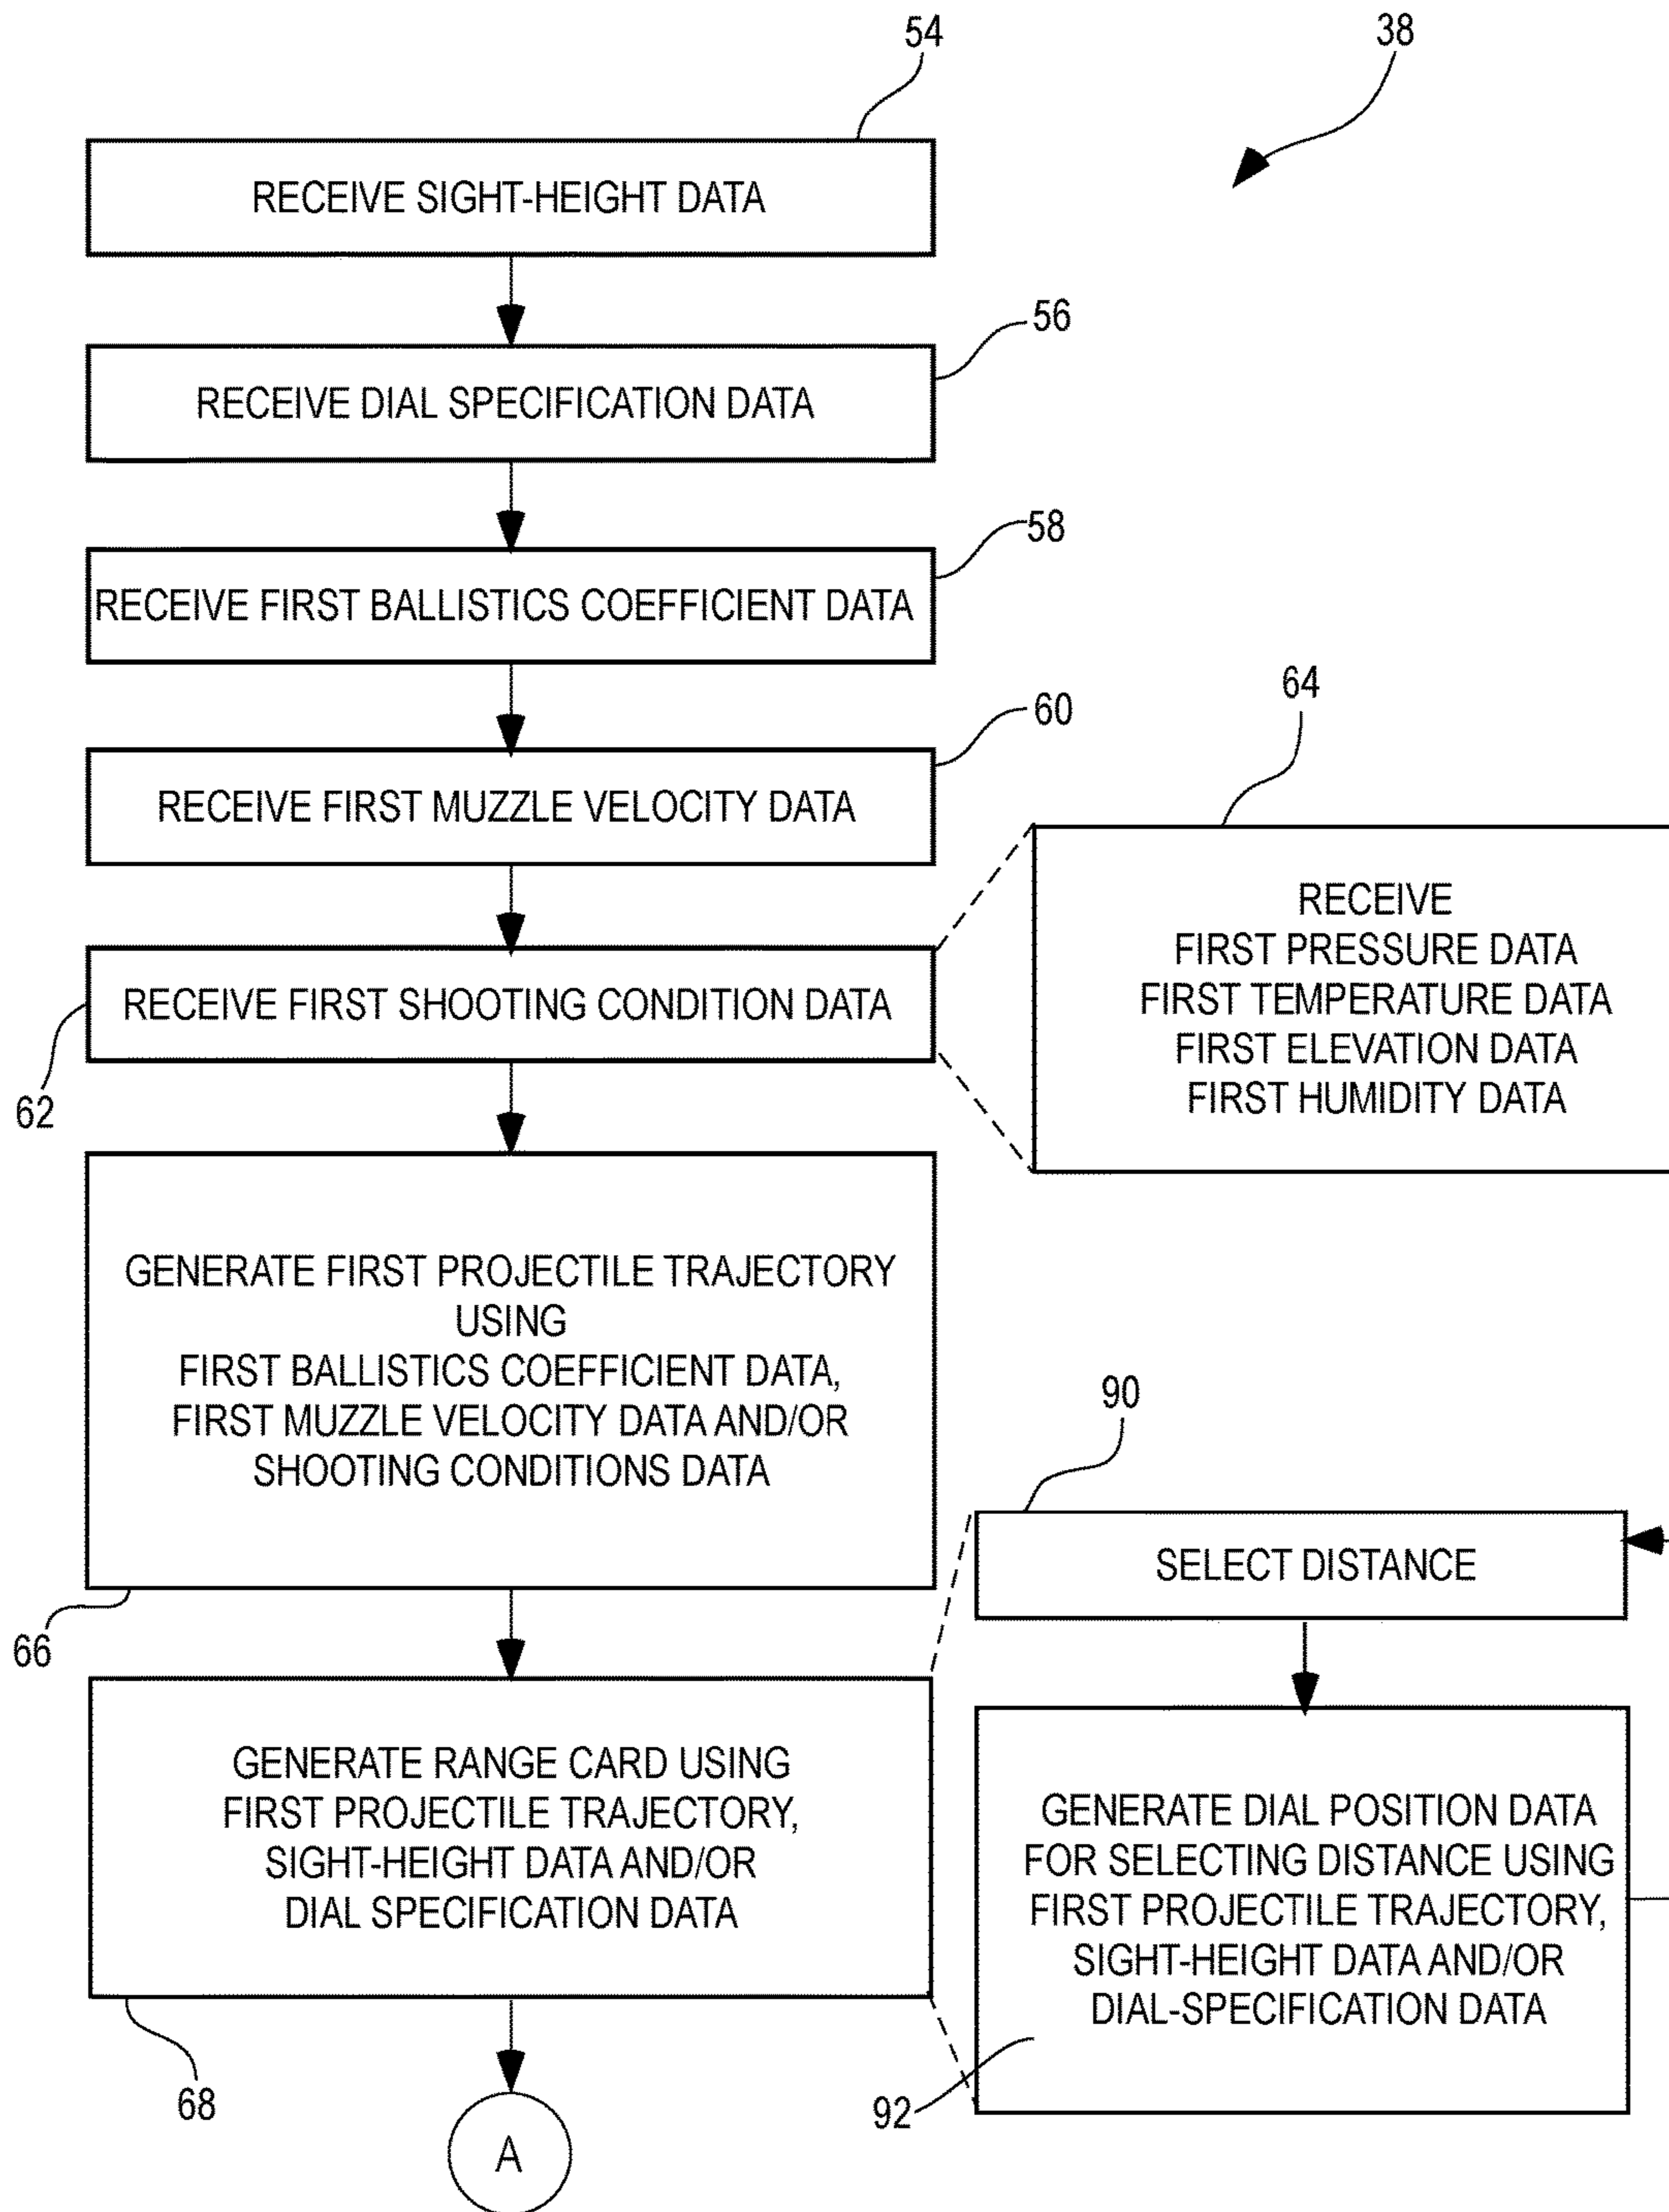 54
38
RECEIVE SIGHT-HEIGHT DATA
56
RECEIVE DIAL SPECIFICATION DATA
58
RECEIVE FIRST BALLISTICS COEFFICIENT DATA
60
RECEIVE FIRST MUZZLE VELOCITY DATA
64
RECEIVE
FIRST PRESSURE DATA
FIRST TEMPERATURE DATA
FIRST ELEVATION DATA
FIRST HUMIDITY DATA
RECEIVE FIRST SHOOTING CONDITION DATA
62
GENERATE FIRST PROJECTILE TRAJECTORY
USING
FIRST BALLISTICS COEFFICIENT DATA,
FIRST MUZZLE VELOCITY DATA AND/OR
SHOOTING CONDITIONS DATA
66
90
SELECT DISTANCE
GENERATE RANGE CARD USING
FIRST PROJECTILE TRAJECTORY,
SIGHT-HEIGHT DATA AND/OR
DIAL SPECIFICATION DATA
68
GENERATE DIAL POSITION DATA
FOR SELECTING DISTANCE USING
FIRST PROJECTILE TRAJECTORY,
SIGHT-HEIGHT DATA AND/OR
DIAL-SPECIFICATION DATA
92
A